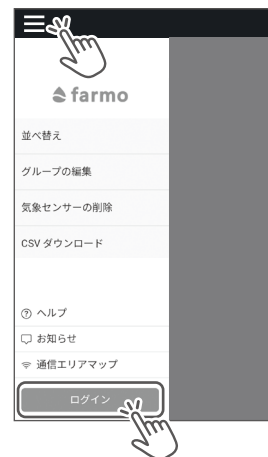 farmo
並べ替え
グループの編集
気象センサーの削除
CSV ダウンロード
ヘルプ
お知らせ
通信エリアマップ
ログイン